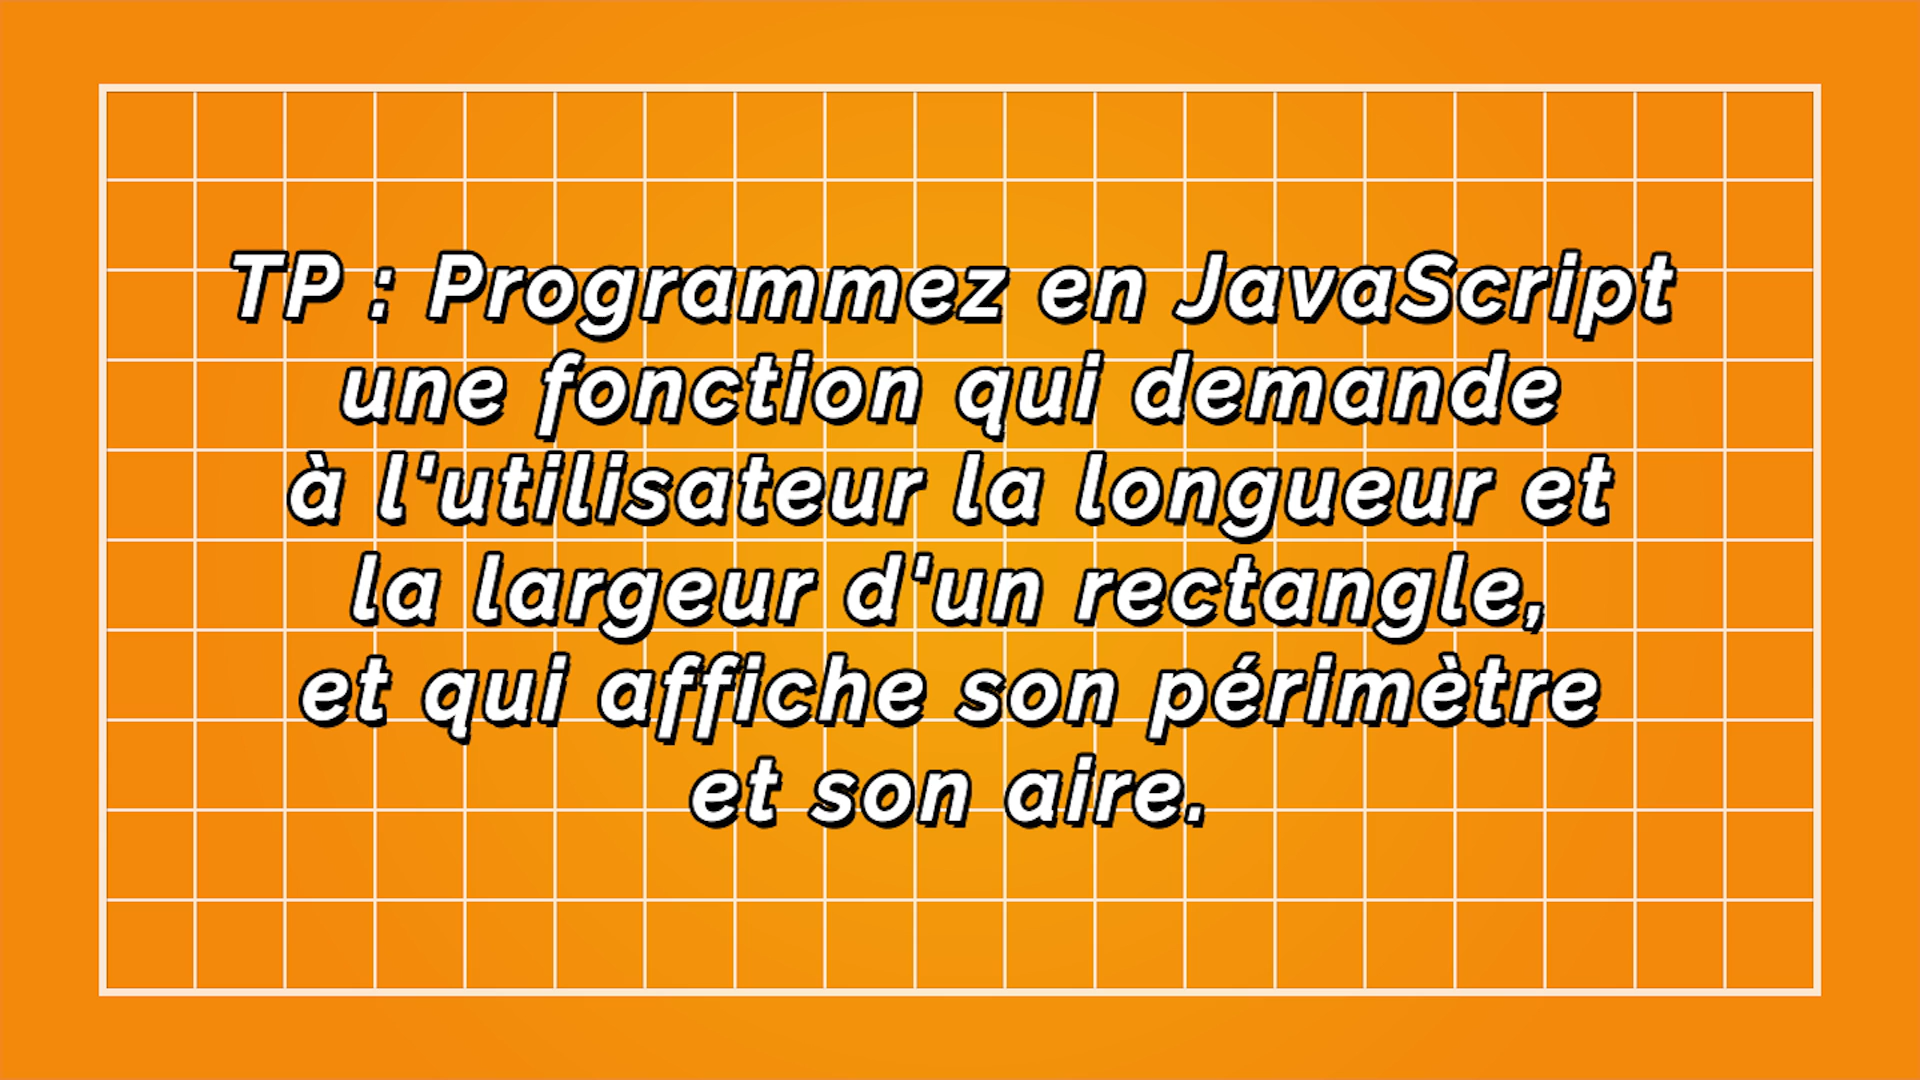 TP : Programmez en JavaScript
une fonction qui demande
à l'utilisateur la longueur et
la largeur d'un rectangle,
et qui affiche son périmètre
et son aire.